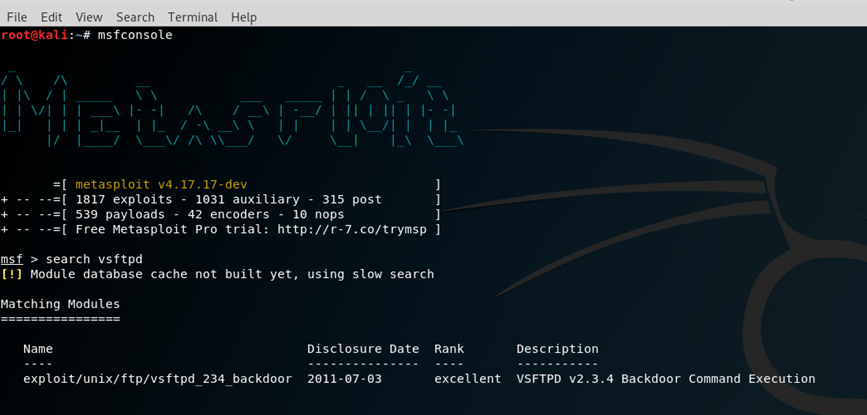 File Edit View Search Terminal Help
root@kali:~# msfconsole
=[ metasploit v4.17.17-dev ]
+ -- --=[ 1817 exploits - 1031 auxiliary - 315 post ]
+ -- --=[ 539 payloads - 42 encoders - 10 nops ]
+ -- --=[ Free Metasploit Pro trial: http://r-7.co/trymsp ]
msf > search vsftpd
[!] Module database cache not built yet, using slow search
Matching Modules
================
Name Disclosure Date Rank Description
---- --------------- ---- -----------
exploit/unix/ftp/vsftpd_234_backdoor 2011-07-03 excellent VSFTPD v2.3.4 Backdoor Command Execution